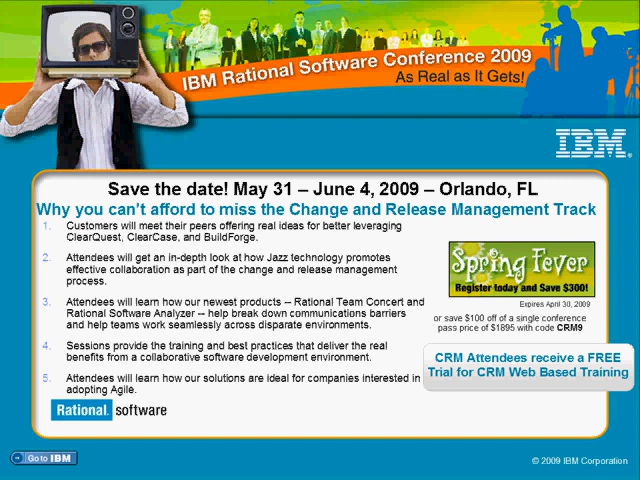 IBM Rational Software Conference 2009
As Real as It Gets!
IBM®
Save the date! May 31 – June 4, 2009 – Orlando, FL
Why you can't afford to miss the Change and Release Management Track
1. Customers will meet their peers offering real ideas for better leveraging
ClearQuest, ClearCase, and BuildForge.
2. Attendees will get an in-depth look at how Jazz technology promotes
effective collaboration as part of the change and release management
process.
3. Attendees will learn how our newest products -- Rational Team Concert and
Rational Software Analyzer -- help break down communications barriers
and help teams work seamlessly across disparate environments.
4. Sessions provide the training and best practices that deliver the real
benefits from a collaborative software development environment.
5. Attendees will learn how our solutions are ideal for companies interested in
adopting Agile.
Spring Fever
Register today and Save $300!
Expires April 30, 2009
or save $100 off of a single conference
pass price of $1895 with code CRM9
CRM Attendees receive a FREE
Trial for CRM Web Based Training
Rational. software
Go to IBM
© 2009 IBM Corporation